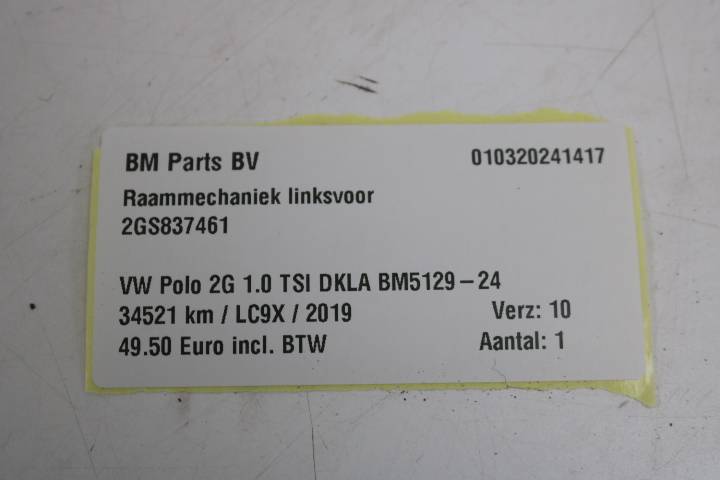 BM Parts BV 010320241417
Raammechaniek linksvoor
2GS837461
VW Polo 2G 1.0 TSI DKLA BM5129-24
34521 km / LC9X / 2019 Verz: 10
49.50 Euro incl. BTW Aantal: 1